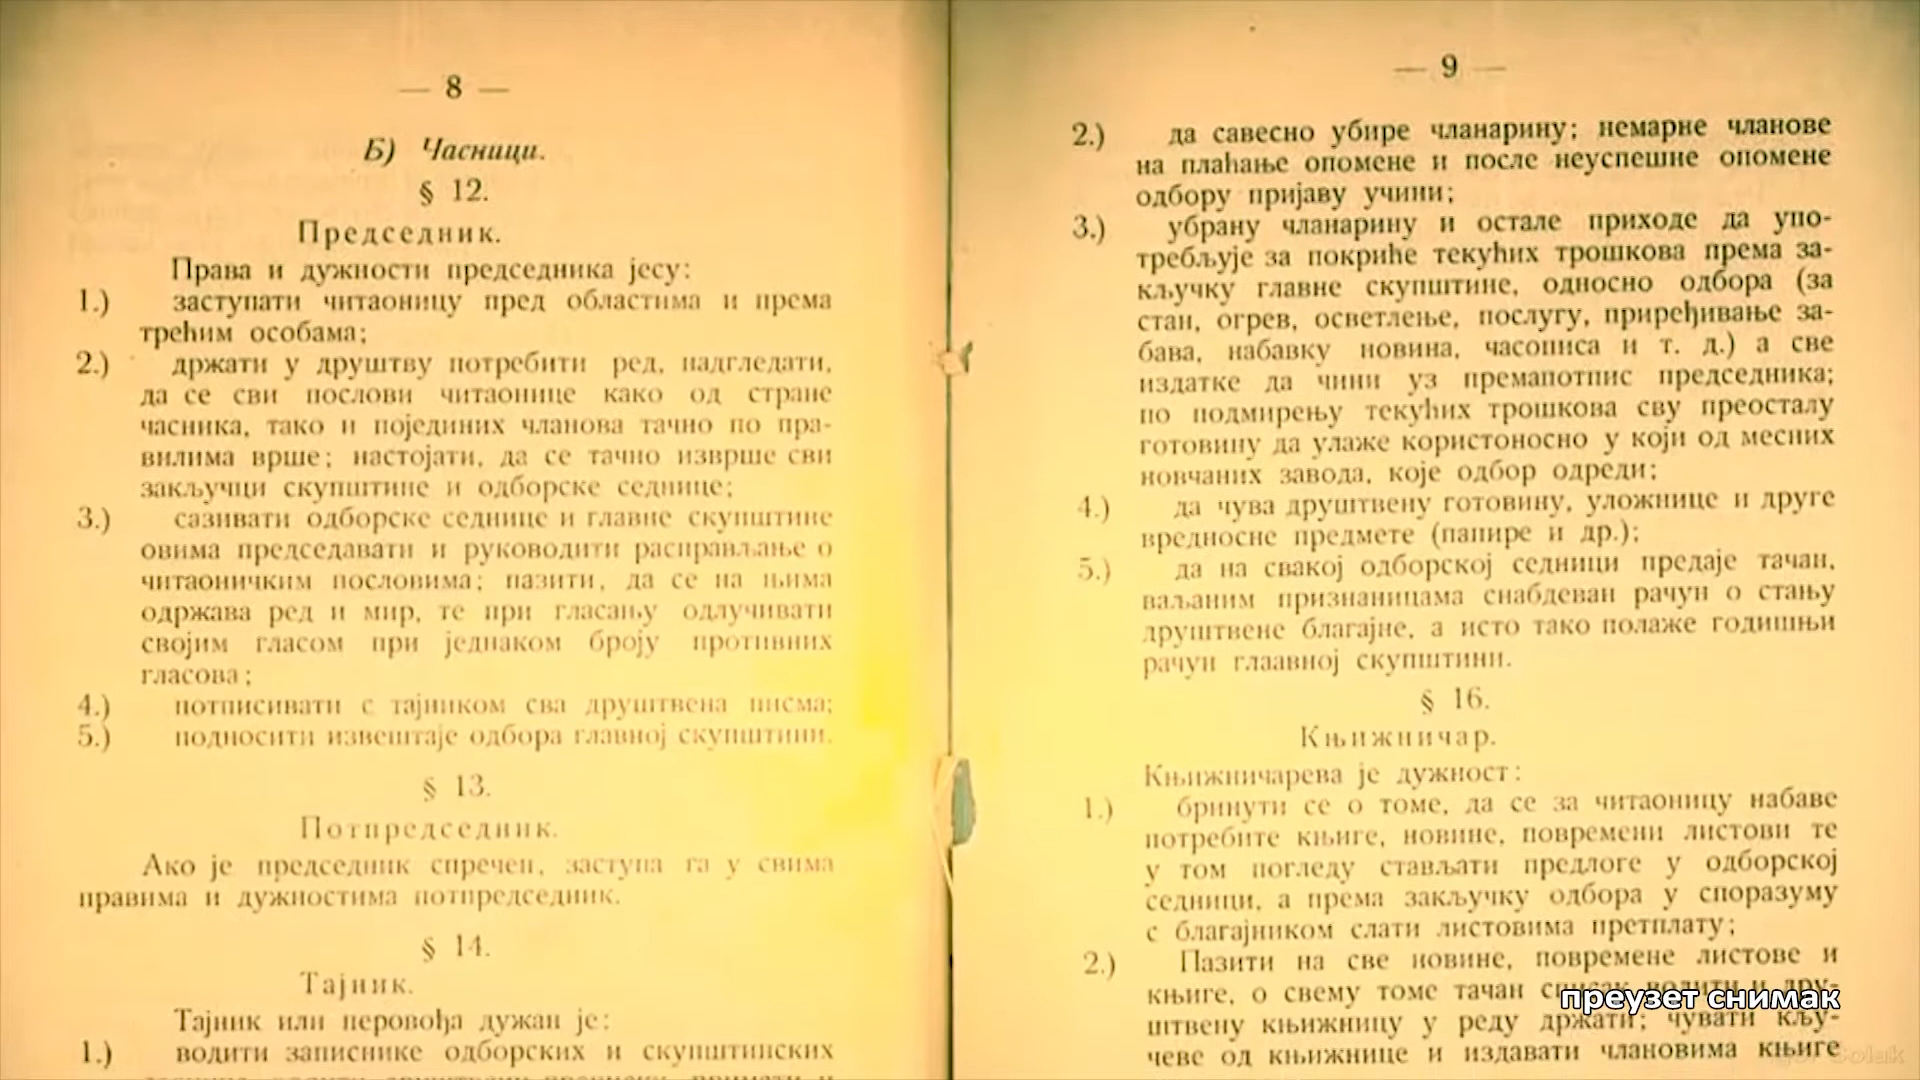 — 8 —
Б) Часници.
§ 12.
Председник.
Права и дужности председника јесу:
1.) заступати читаоницу пред областима и према
трећим особама;
2.) држати у друштву потребити ред, надгледати,
да се сви послови читаонице како од стране
часника, тако и појединих чланова тачно по пра-
вилима врше; настојати, да се тачно изврше сви
закључци скупштине и одборске седнице;
3.) сазивати одборске седнице и главне скупштине
овима председавати и руководити расправљање о
читаоничким пословима; пазити, да се на њима
одржава ред и мир, те при гласању одлучивати
својим гласом при једнаком броју противних
гласова;
4.) потписивати с тајником сва друштвена писма;
5.) подносити извештаје одбора главној скупштини.
§ 13.
Потпредседник.
Ако је председник спречен, заступа га у свима
правима и дужностима потпредседник.
§ 14.
Тајник.
Тајник или перовођа дужан је:
1.) водити записнике одборских и скупштинских
— 9 —
2.) да савесно убире чланарину; немарне чланове
на плаћање опомене и после неуспешне опомене
одбору пријаву учини;
3.) убрану чланарину и остале приходе да упо-
требљује за покриће текућих трошкова према за-
кључку главне скупштине, односно одбора (за
стан, огрев, осветлење, послугу, приређивање за-
бава, набавку новина, часописа и т. д.) а све
издатке да чини уз премапотпис председника;
по подмирењу текућих трошкова сву преосталу
готовину да улаже користоносно у који од месних
новчаних завода, које одбор одреди;
4.) да чува друштвену готовину, уложнице и друге
вредносне предмете (папире и др.);
5.) да на свакој одборској седници предаје тачан,
ваљаним признаницама снабдеван рачун о стању
друштвене благајне, а исто тако полаже годишњи
рачун глаавној скупштини.
§ 16.
Књижничар.
Књижничарева је дужност:
1.) бринути се о томе, да се за читаоницу набаве
потребите књиге, новине, повремени листови те
у том погледу стављати предлоге у одборској
седници, а према закључку одбора у споразуму
с благајником слати листовима претплату;
2.) Пазити на све новине, повремене листове и
књиге, о свему томе тачан списак водити и дру-
штвену књижницу у реду држати; чувати кљу-
чеве од књижнице и издавати члановима књиге
преузет снимак